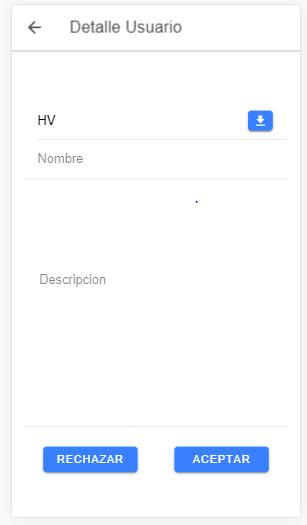 Detalle Usuario
HV
Nombre
Descripcion
RECHAZAR
ACEPTAR